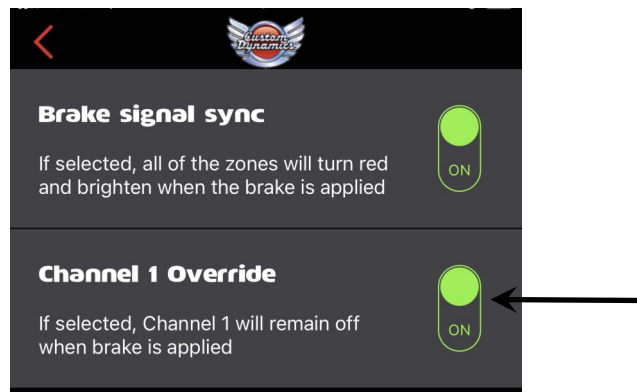 Custom
Dynamics
Brake signal sync
If selected, all of the zones will turn red
and brighten when the brake is applied
ON
Channel 1 Override
If selected, Channel 1 will remain off
when brake is applied
ON